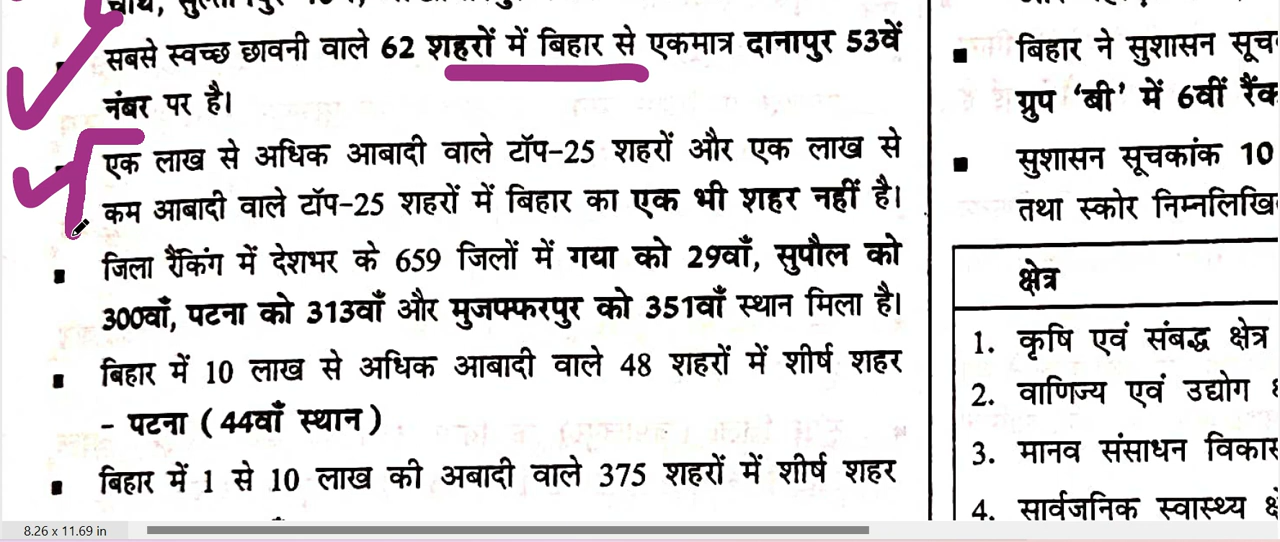 सबसे स्वच्छ छावनी वाले 62 शहरों में बिहार से एकमात्र दानापुर 53वें
नंबर पर है।
एक लाख से अधिक आबादी वाले टॉप-25 शहरों और एक लाख से
कम आबादी वाले टॉप-25 शहरों में बिहार का एक भी शहर नहीं है।
जिला रैंकिंग में देशभर के 659 जिलों में गया को 29वाँ, सुपौल को
300वाँ, पटना को 313वाँ और मुजफ्फरपुर को 351वाँ स्थान मिला है।
बिहार में 10 लाख से अधिक आबादी वाले 48 शहरों में शीर्ष शहर
- पटना (44वाँ स्थान)
बिहार में 1 से 10 लाख की अबादी वाले 375 शहरों में शीर्ष शहर
बिहार ने सुशासन सूच
ग्रुप 'बी' में 6वीं रैंक
सुशासन सूचकांक 10
तथा स्कोर निम्नलिखि
क्षेत्र
1. कृषि एवं संबद्ध क्षेत्र
2. वाणिज्य एवं उद्योग
3. मानव संसाधन विकास
4. सार्वजनिक स्वास्थ्य
8.26 x 11.69 in